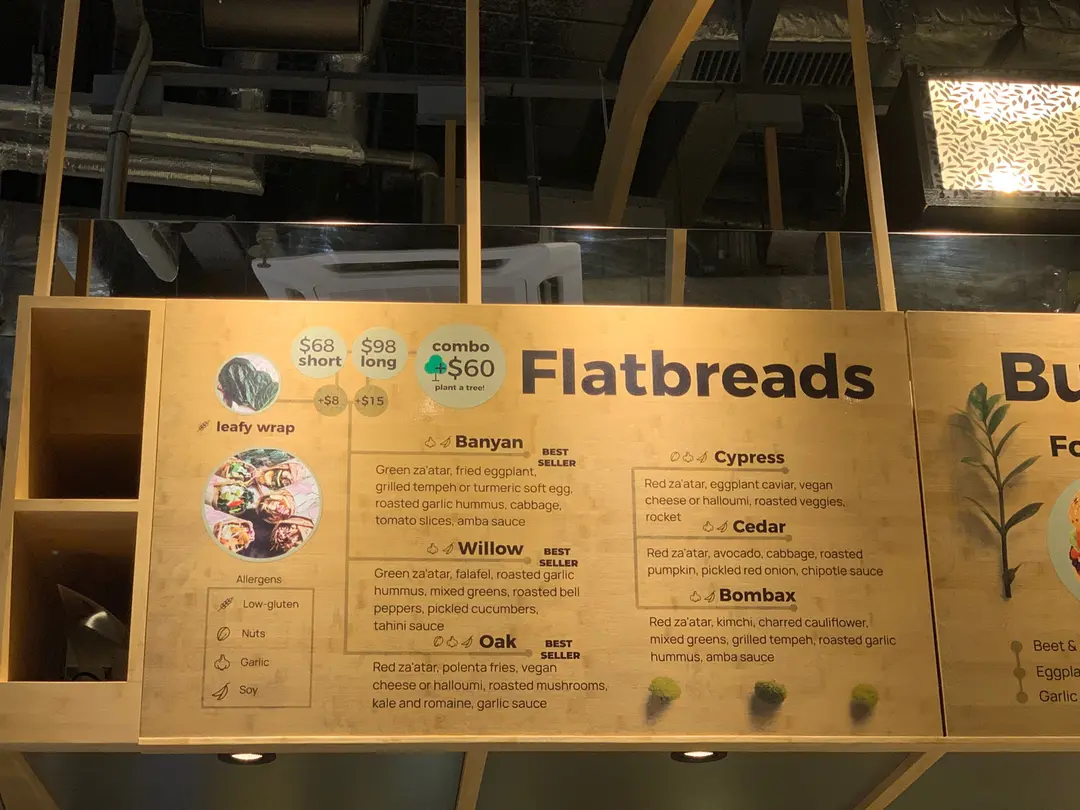 $68
short
$98
long
combo
+$60
plant a tree!
+$8
+$15
leafy wrap
Flatbreads
Banyan
BEST
SELLER
Green za'atar, fried eggplant,
grilled tempeh or turmeric soft egg,
roasted garlic hummus, cabbage,
tomato slices, amba sauce
Willow
BEST
SELLER
Green za'atar, falafel, roasted garlic
hummus, mixed greens, roasted bell
peppers, pickled cucumbers,
tahini sauce
Oak
BEST
SELLER
Red za'atar, polenta fries, vegan
cheese or halloumi, roasted mushrooms,
kale and romaine, garlic sauce
Cypress
Red za'atar, eggplant caviar, vegan
cheese or halloumi, roasted veggies,
rocket
Cedar
Red za'atar, avocado, cabbage, roasted
pumpkin, pickled red onion, chipotle sauce
Bombax
Red za'atar, kimchi, charred cauliflower,
mixed greens, grilled tempeh, roasted garlic
hummus, amba sauce
Allergens
Low-gluten
Nuts
Garlic
Soy
Bu
Fo
Beet &
Eggpla
Garlic